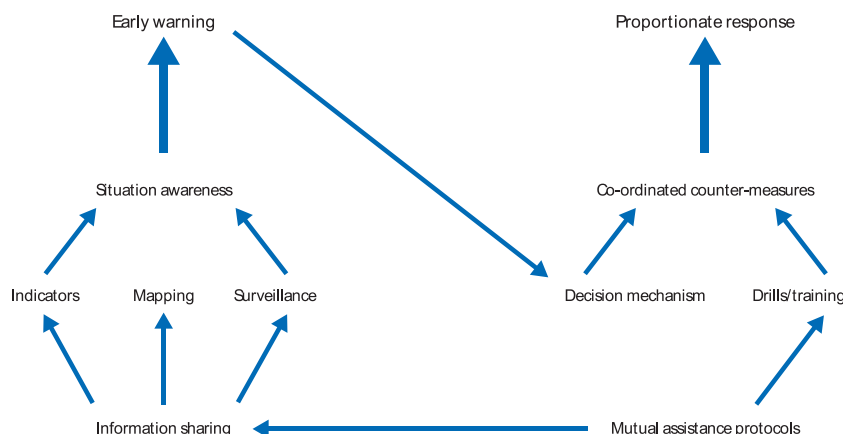 Early warning
Proportionate response
Situation awareness
Co-ordinated counter-measures
Indicators
Mapping
Surveillance
Decision mechanism
Drills/training
Information sharing
Mutual assistance protocols